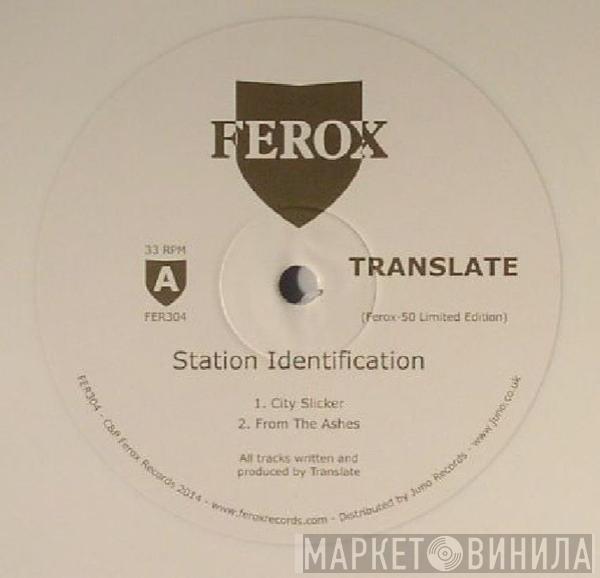 FEROX
33 RPM
A
FER304
TRANSLATE
(Ferox-50 Limited Edition)
Station Identification
1. City Slicker
2. From The Ashes
All tracks written and
produced by Translate
FER304 - C&P Ferox Records 2014 - www.feroxrecords.com - Distributed by Juno Records - www.juno.co.uk
МАРКЕТ ВИНИЛА